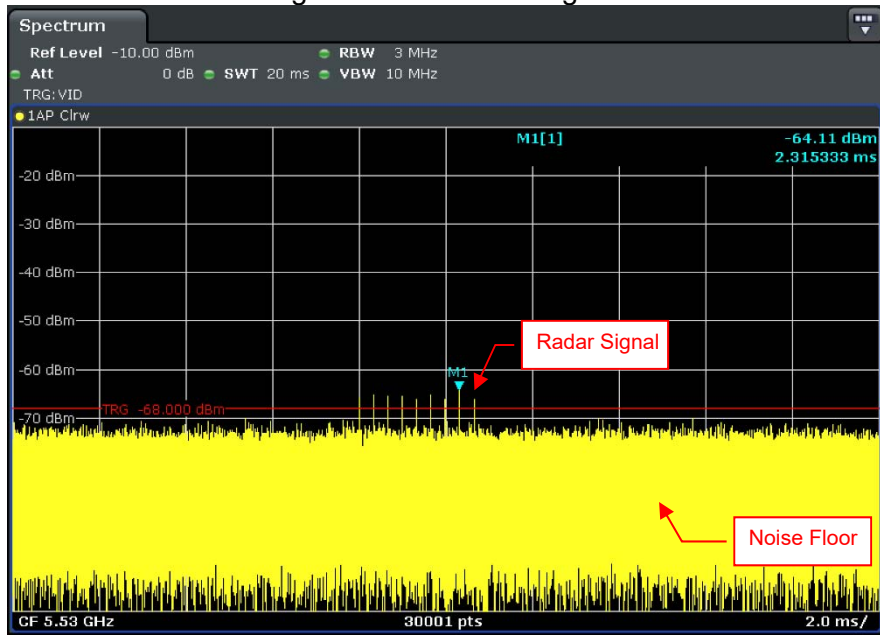 Spectrum
Ref Level -10.00 dBm RBW 3 MHz
Att 0 dB SWT 20 ms VBW 10 MHz
TRG:VID
1AP Clrw
M1[1] -64.11 dBm
2.315333 ms
-20 dBm
-30 dBm
-40 dBm
-50 dBm
Radar Signal
-60 dBm
M1
TRG -68.000 dBm
-70 dBm
Noise Floor
CF 5.53 GHz 30001 pts 2.0 ms/